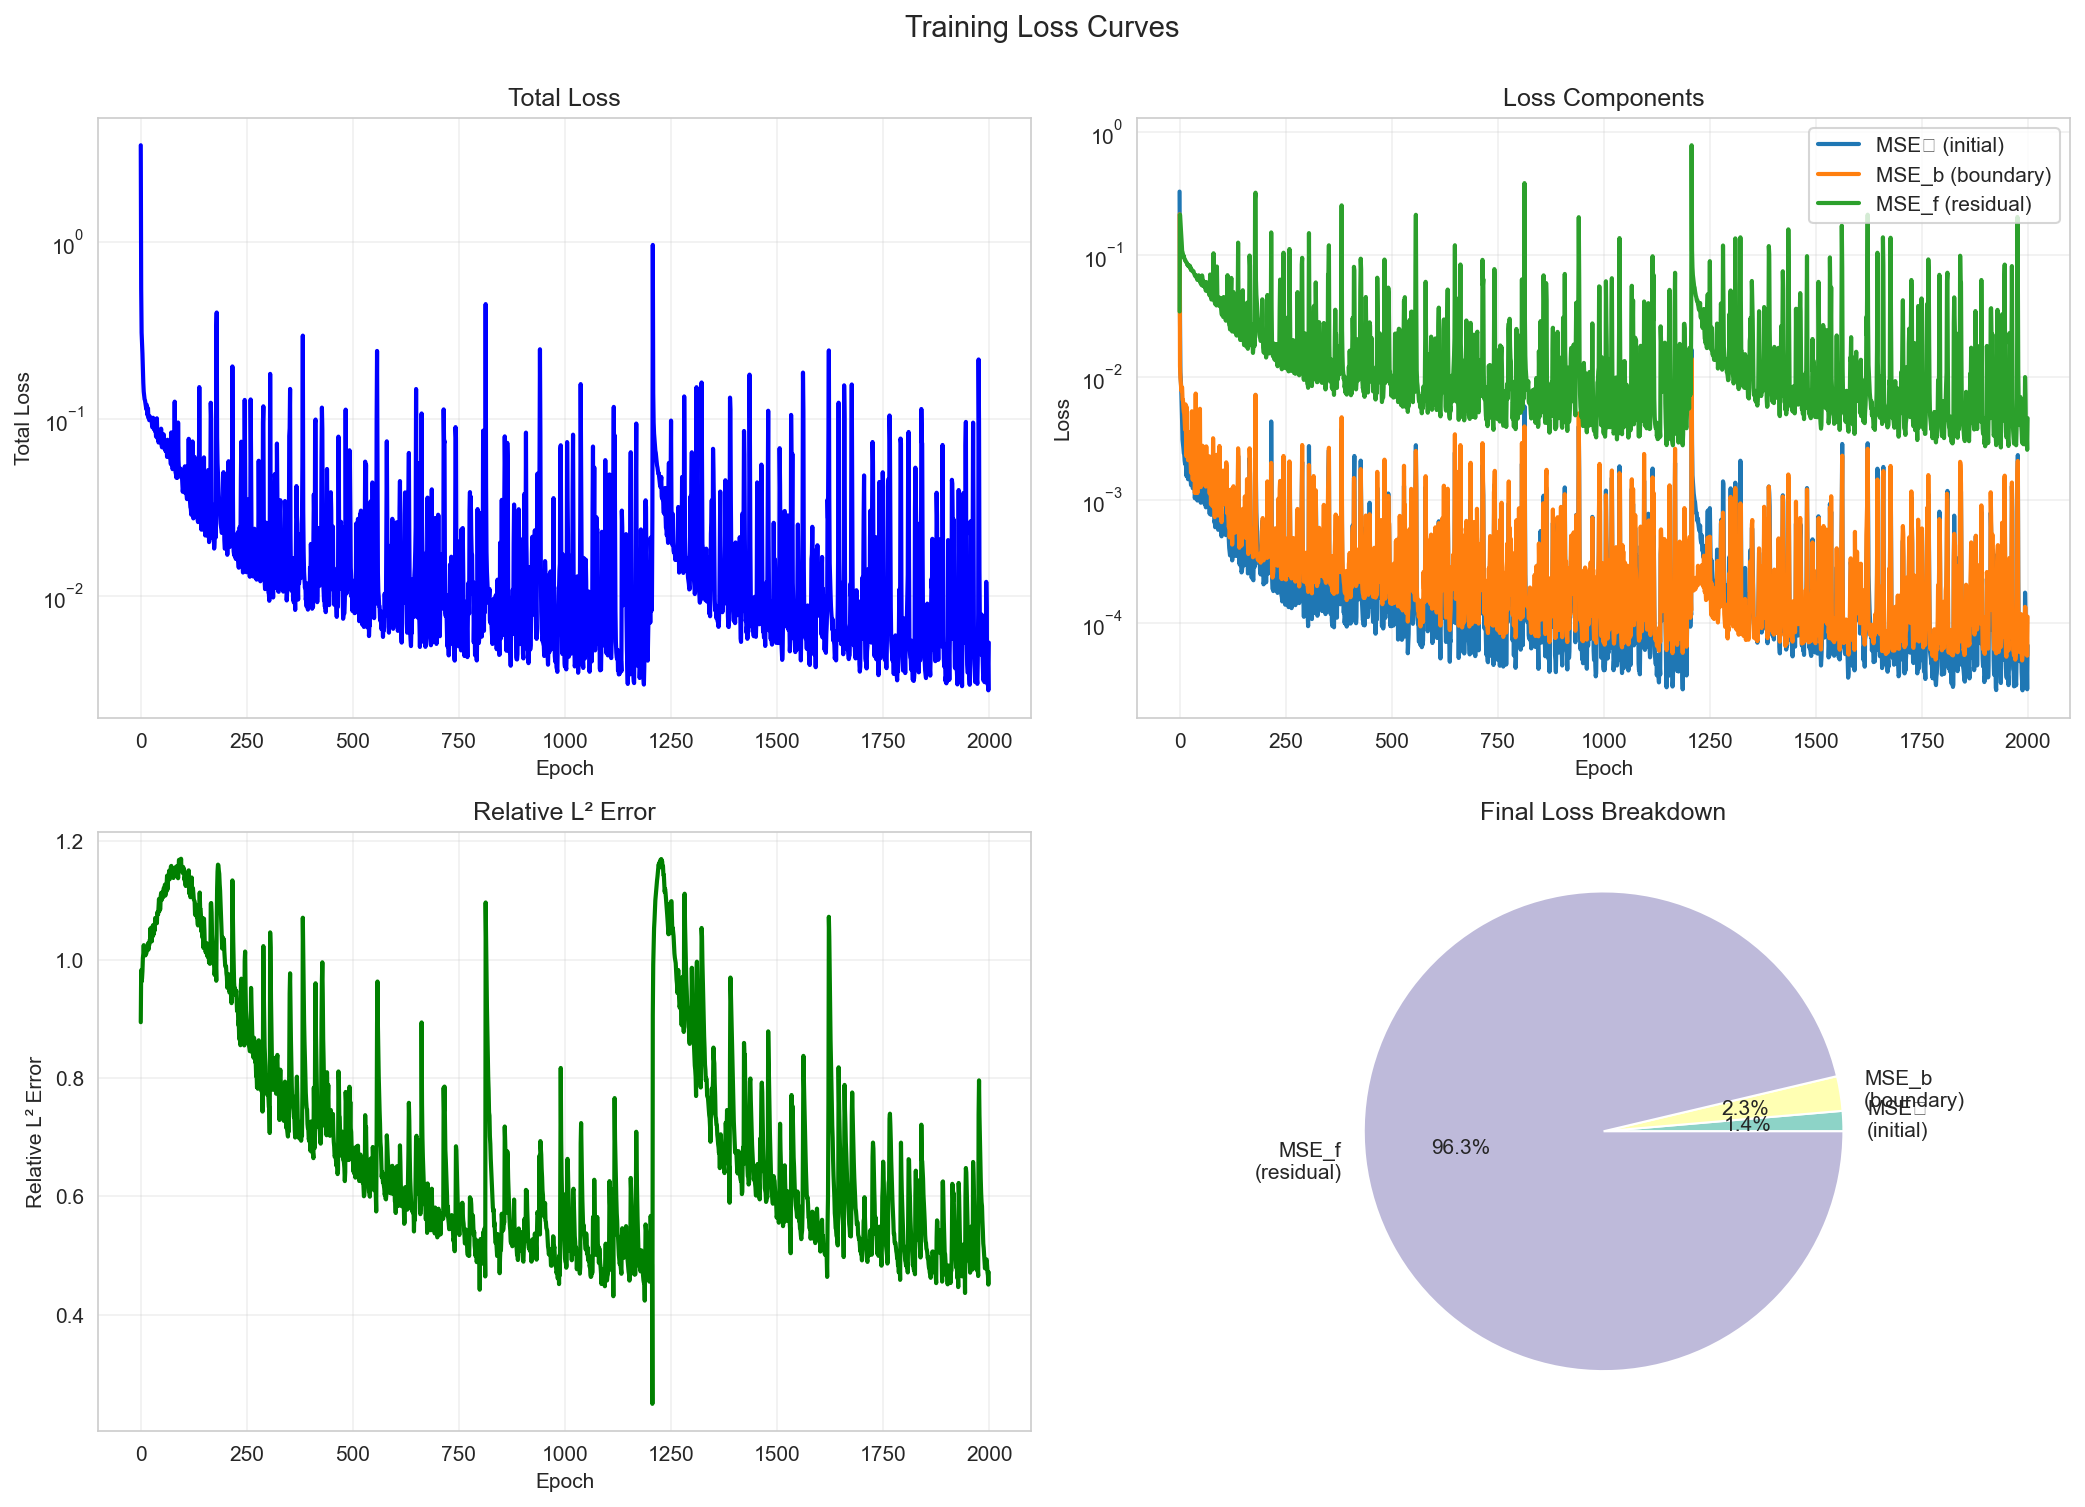 Training Loss Curves
Total Loss
Total Loss
10⁰
10⁻¹
10⁻²
0 250 500 750 1000 1250 1500 1750 2000
Epoch
Loss Components
Loss
10⁰
10⁻¹
10⁻²
10⁻³
10⁻⁴
MSE□ (initial)
MSE_b (boundary)
MSE_f (residual)
0 250 500 750 1000 1250 1500 1750 2000
Epoch
Relative L² Error
Relative L² Error
1.2
1.0
0.8
0.6
0.4
0 250 500 750 1000 1250 1500 1750 2000
Epoch
Final Loss Breakdown
MSE_b
(boundary)
MSE□
(initial)
2.3%
1.4%
96.3%
MSE_f
(residual)